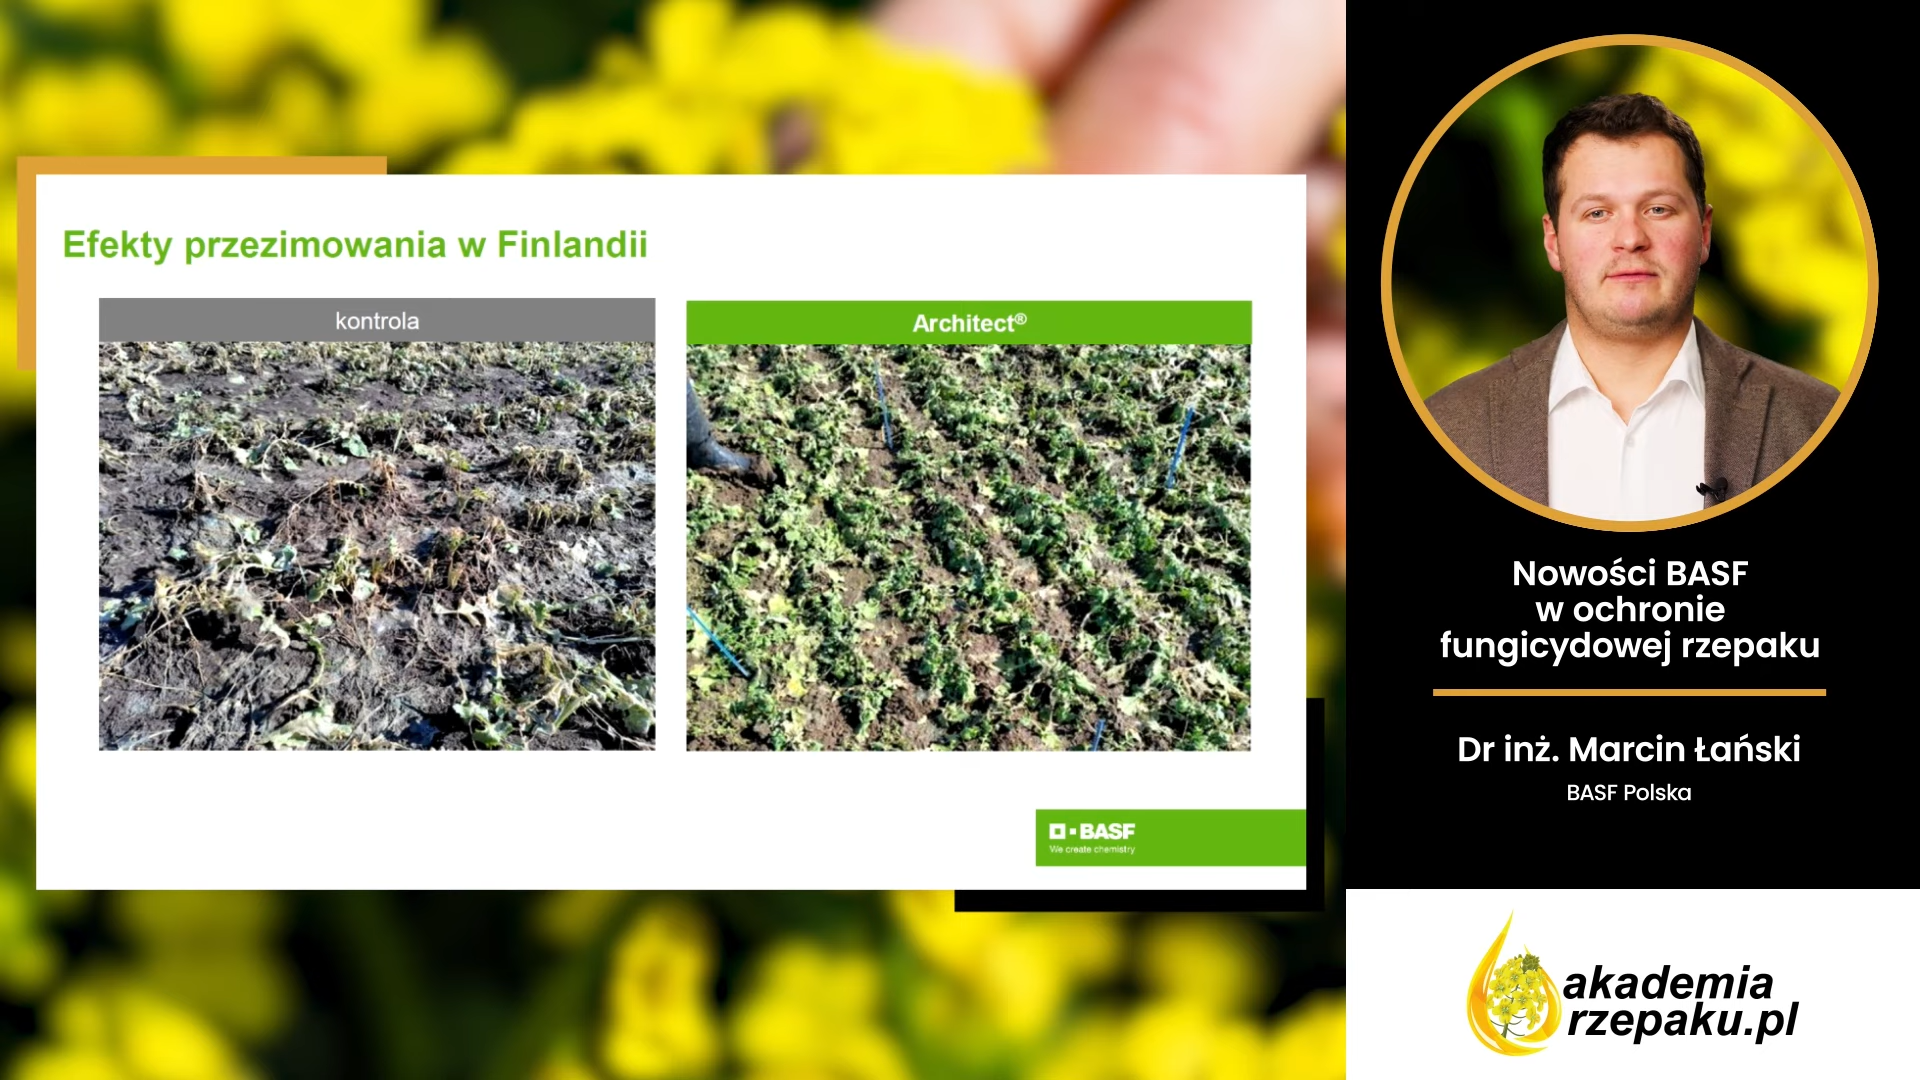 Efekty przezimowania w Finlandii
kontrola
Architect®
BASF
We create chemistry
Nowości BASF
w ochronie
fungicydowej rzepaku
Dr inż. Marcin Łański
BASF Polska
akademia
rzepaku.pl